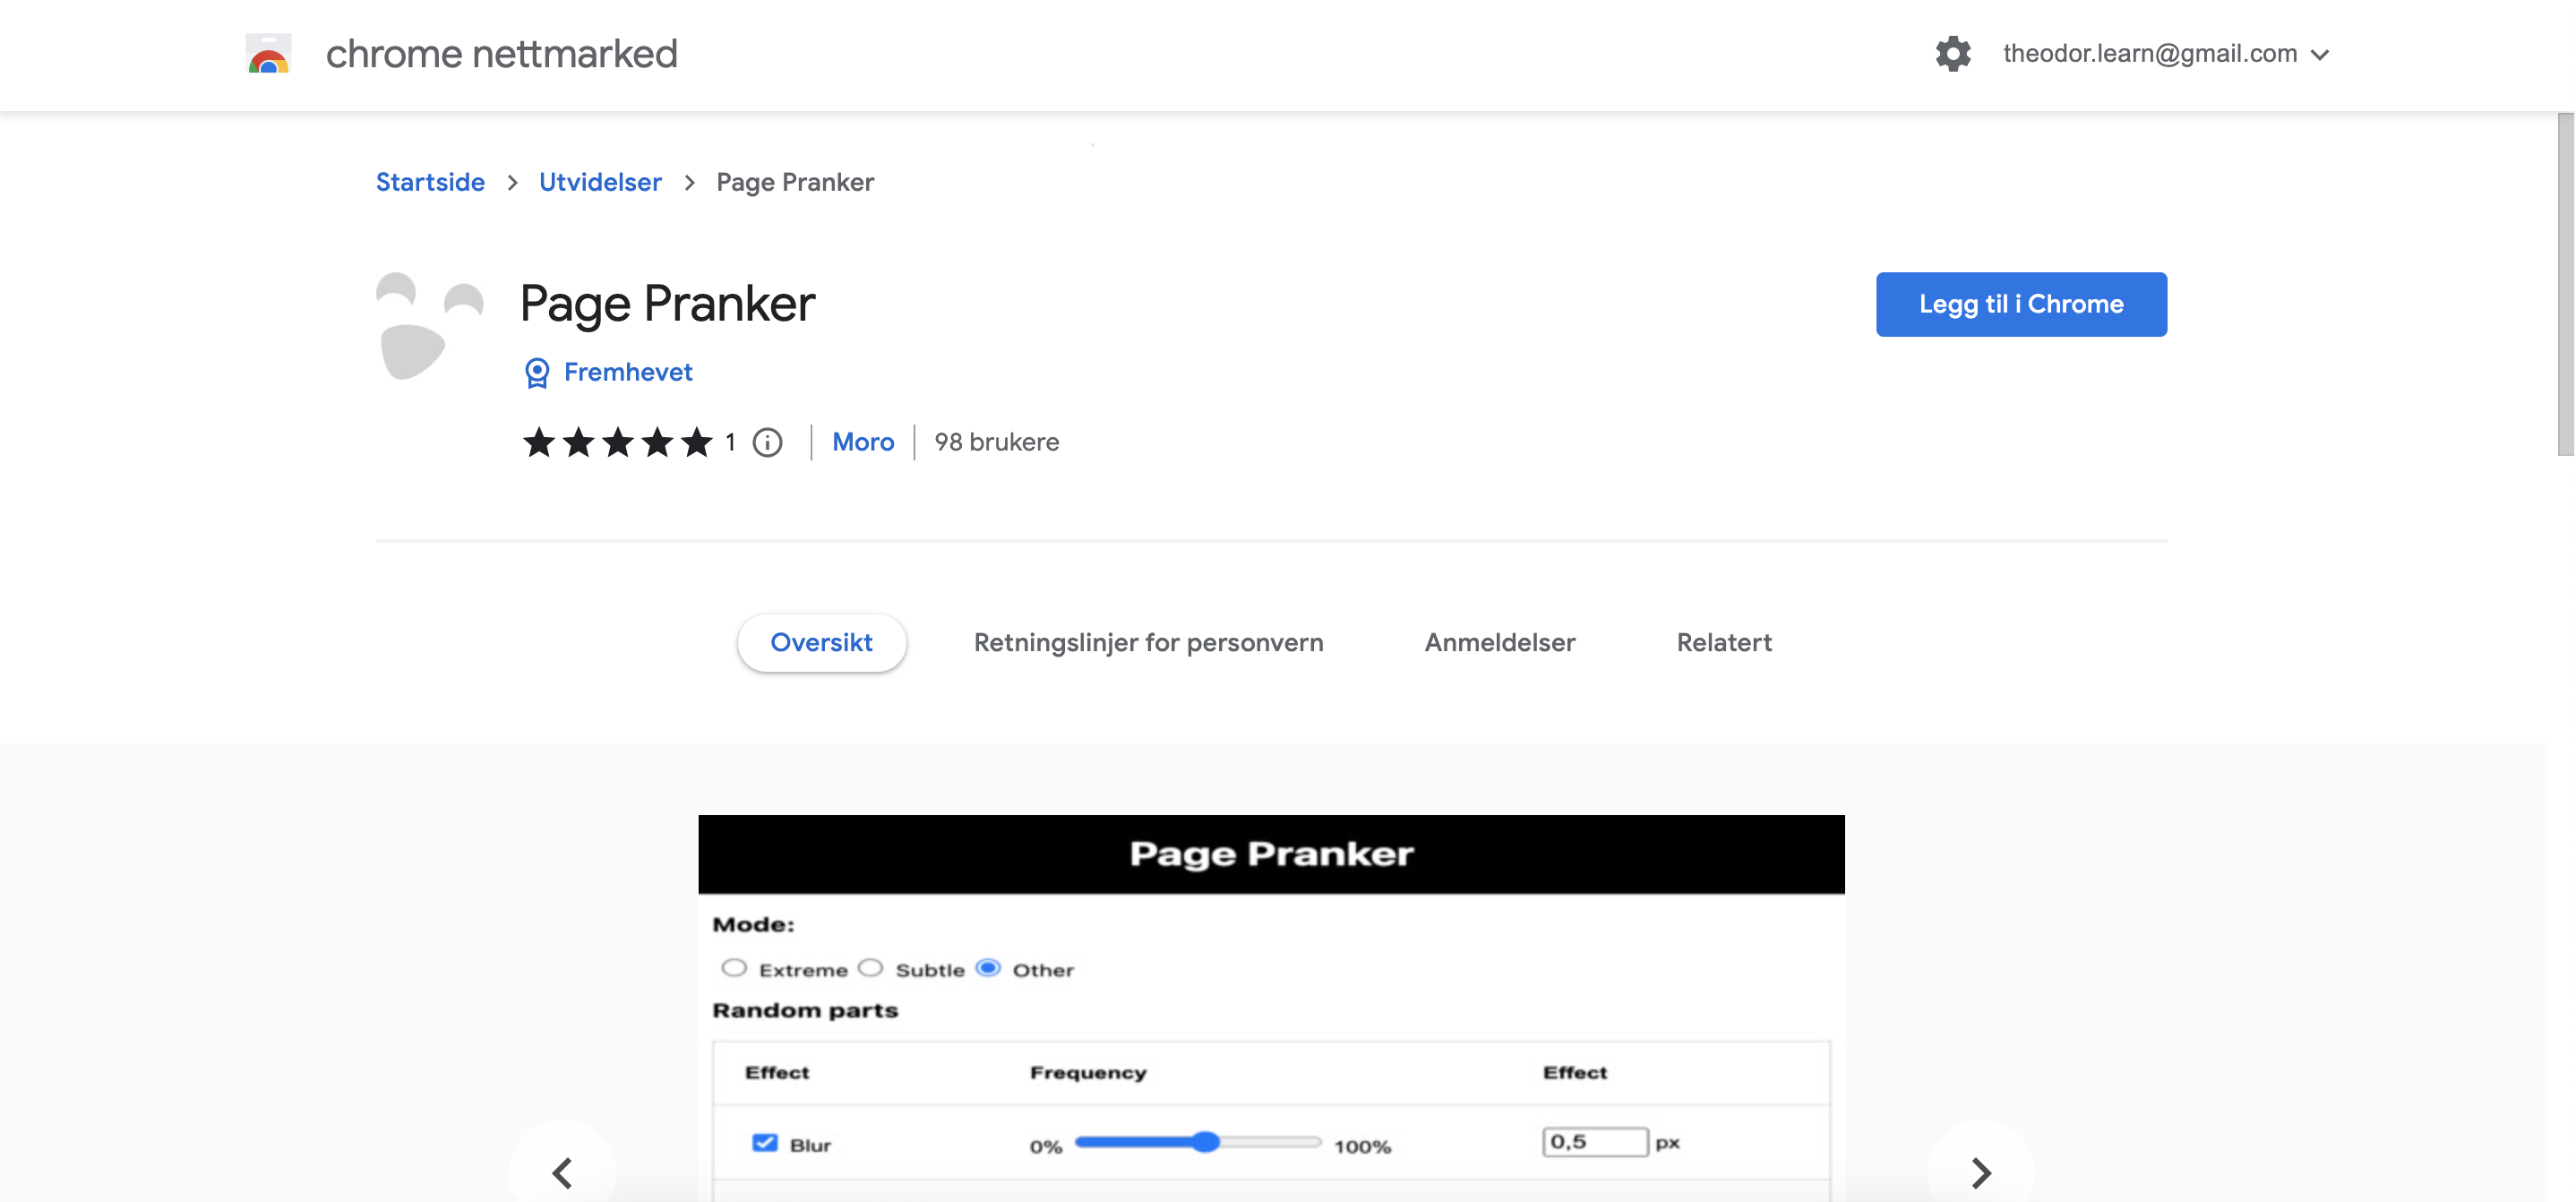 chrome nettmarked
theodor.learn@gmail.com
Startside > Utvidelser > Page Pranker
Page Pranker
Legg til i Chrome
Fremhevet
1 Moro 98 brukere
Oversikt Retningslinjer for personvern Anmeldelser Relatert
Page Pranker
Mode:
Extreme Subtle Other
Random parts
Effect Frequency Effect
Blur 0% 100% 0,5 px